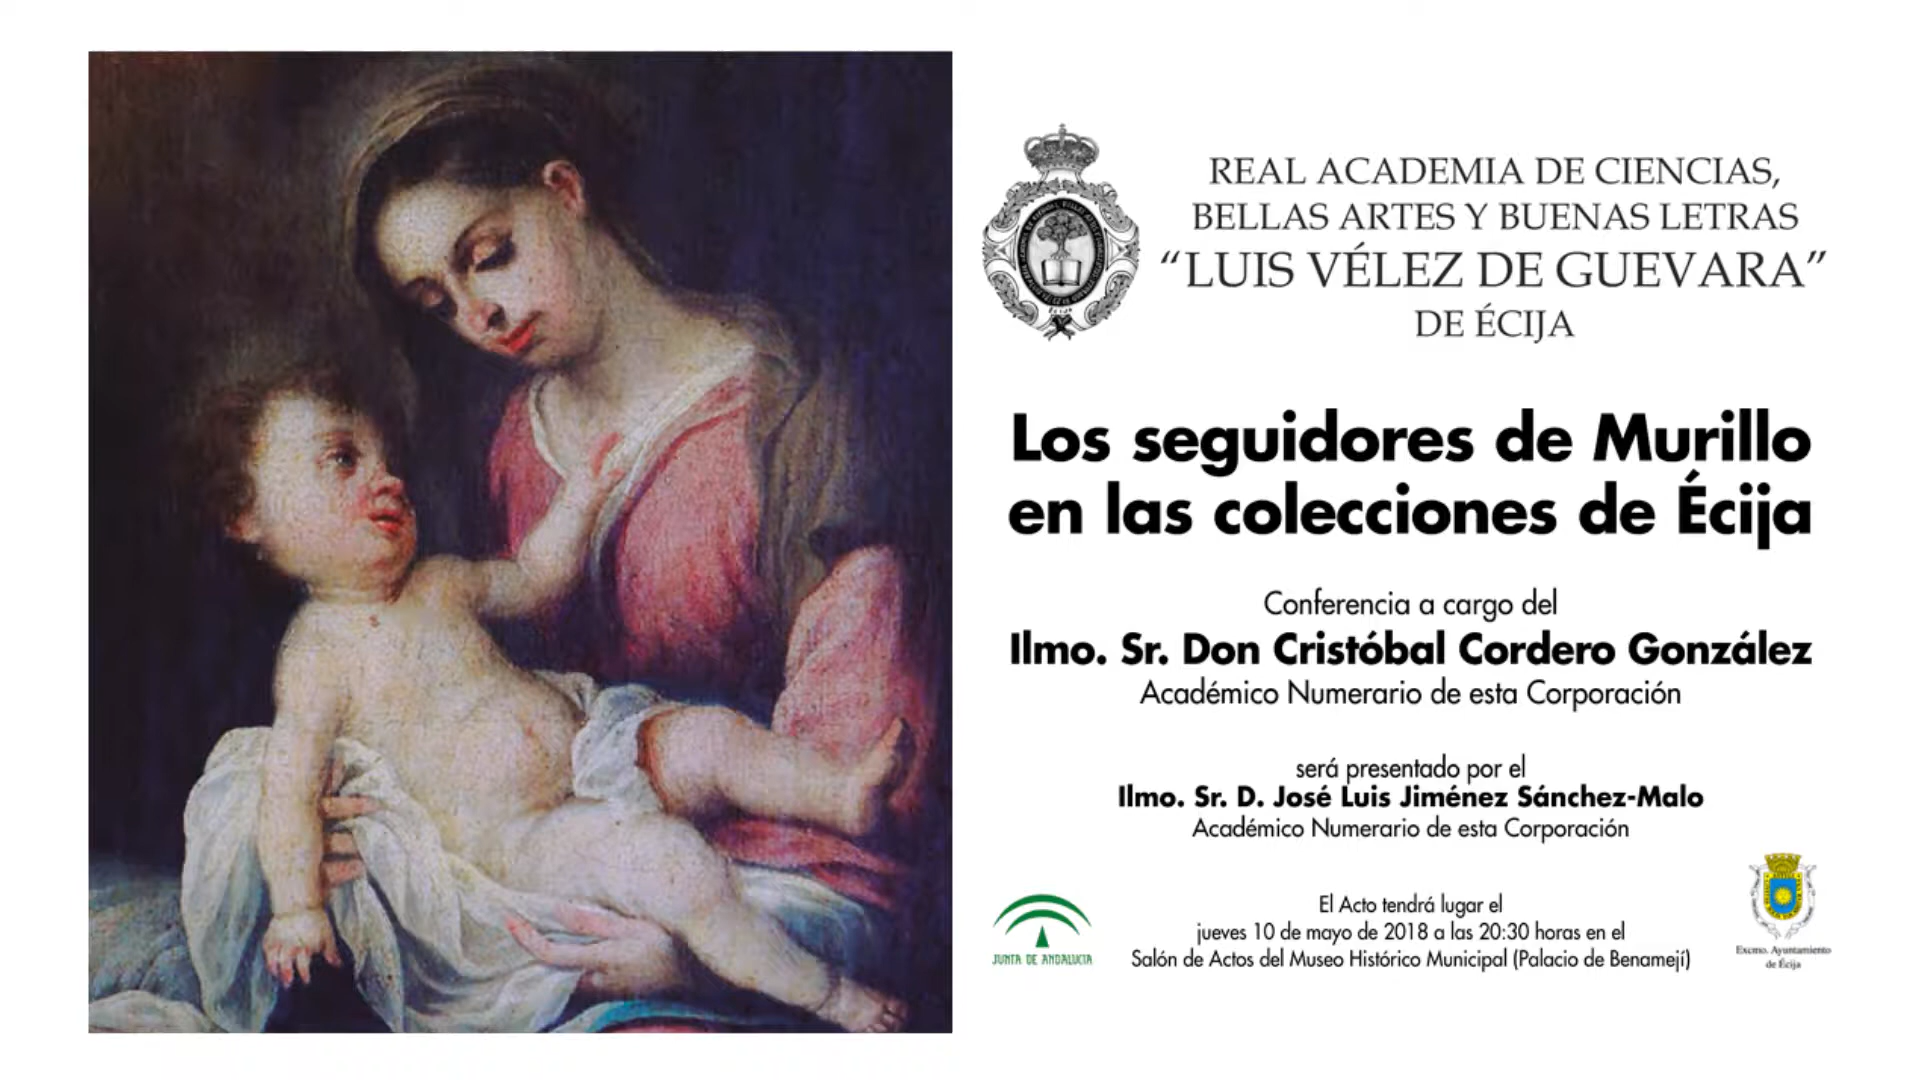 REAL ACADEMIA DE CIENCIAS,
BELLAS ARTES Y BUENAS LETRAS
“LUIS VÉLEZ DE GUEVARA”
DE ÉCIJA
Los seguidores de Murillo
en las colecciones de Écija
Conferencia a cargo del
Ilmo. Sr. Don Cristóbal Cordero González
Académico Numerario de esta Corporación
será presentado por el
Ilmo. Sr. D. José Luis Jiménez Sánchez-Malo
Académico Numerario de esta Corporación
El Acto tendrá lugar el
jueves 10 de mayo de 2018 a las 20:30 horas en el
Salón de Actos del Museo Histórico Municipal (Palacio de Benamejí)
JUNTA DE ANDALUCIA
Excmo. Ayuntamiento
de Écija